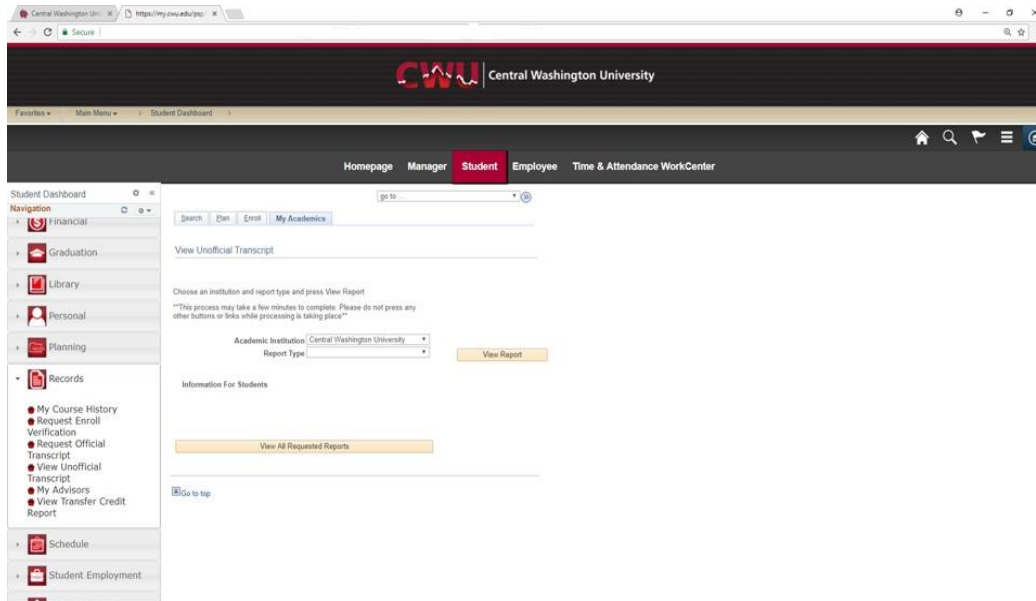 Central Washington Uni
https://my.cwu.edu/psp/
Secure
CWU Central Washington University
Favorites Main Menu Student Dashboard
Homepage Manager Student Employee Time & Attendance WorkCenter
Student Dashboard
Navigation
Financial
Graduation
Library
Personal
Planning
Records
My Course History
Request Enroll
Verification
Request Official
Transcript
View Unofficial
Transcript
My Advisors
View Transfer Credit
Report
Schedule
Student Employment
go to ...
Search Plan Enroll My Academics
View Unofficial Transcript
Choose an institution and report type and press View Report
**This process may take a few minutes to complete. Please do not press any
other buttons or links while processing is taking place**
Academic Institution Central Washington University
Report Type
View Report
Information For Students
View All Requested Reports
Go to top